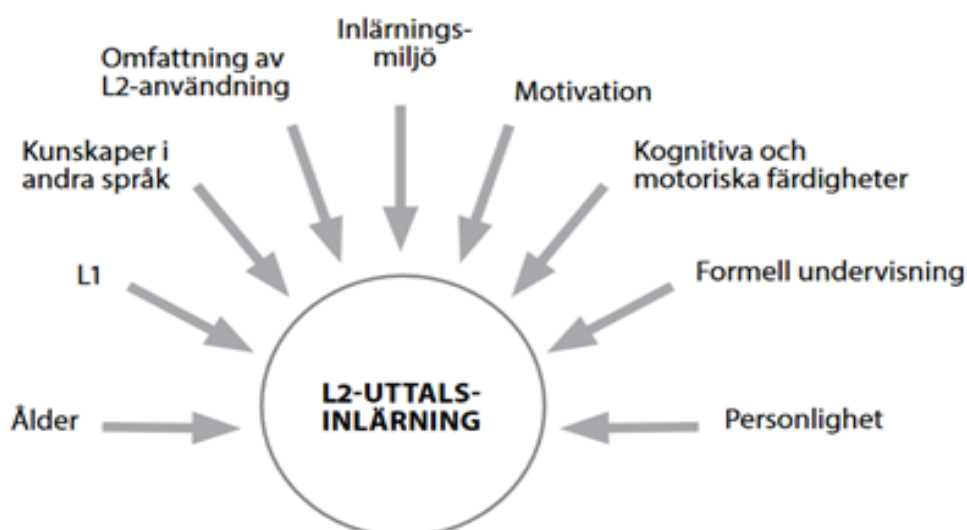 Inlärnings-
miljö
Omfattning av
L2-användning
Motivation
Kunskaper i
andra språk
Kognitiva och
motoriska färdigheter
L1
Formell undervisning
L2-UTTALS-
INLÄRNING
Ålder
Personlighet